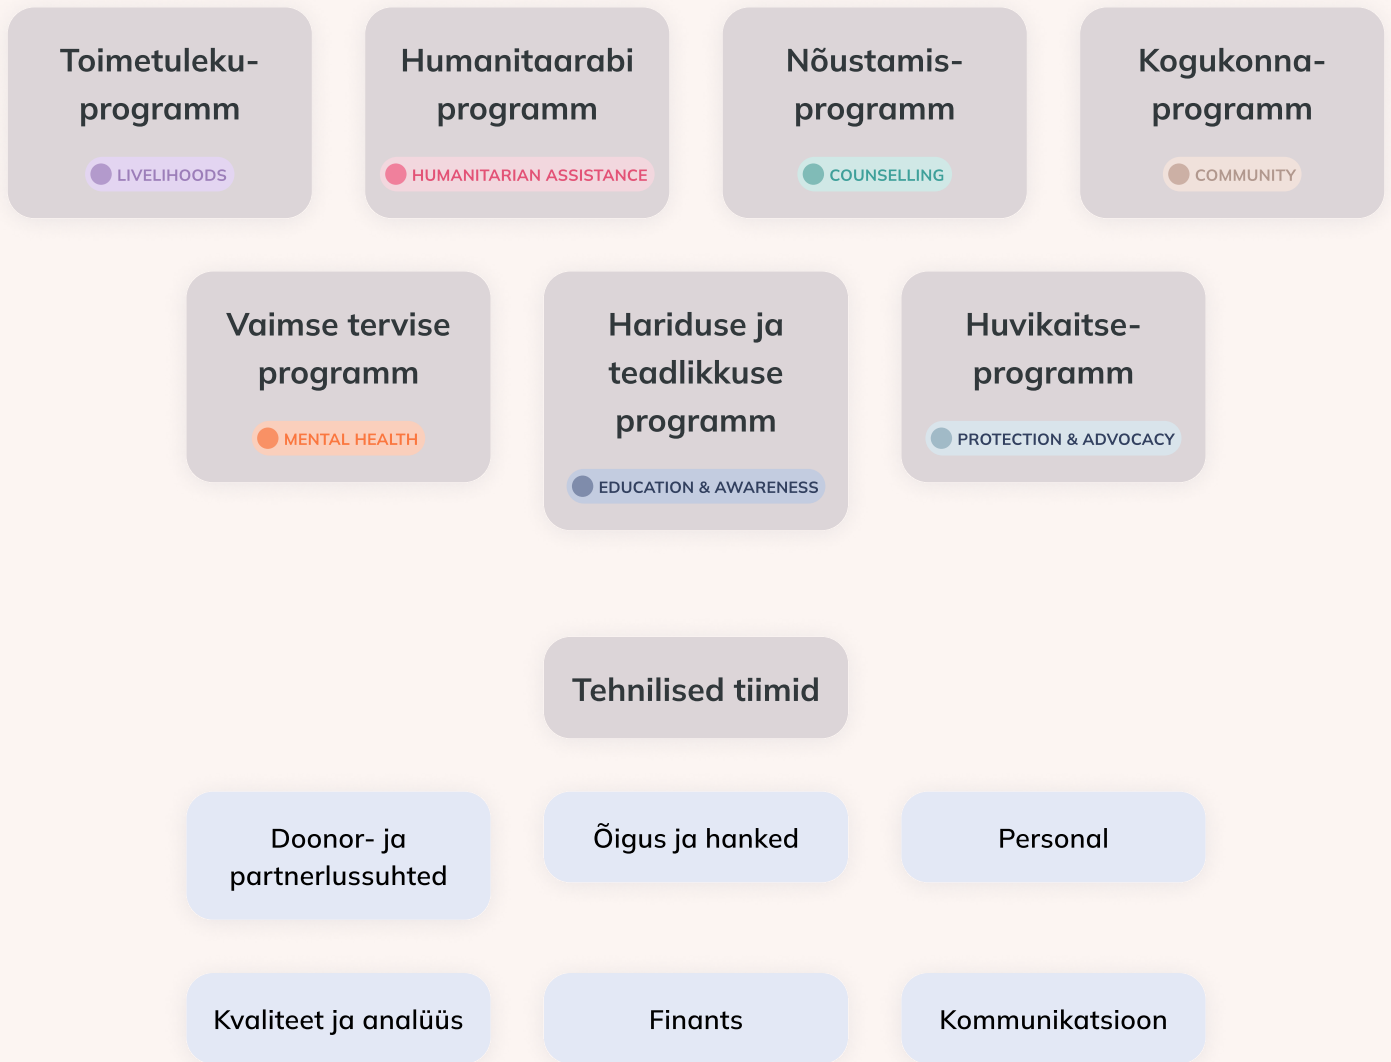 Toimetuleku-
programm
LIVELIHOODS
Humanitaarabi
programm
HUMANITARIAN ASSISTANCE
Nõustamis-
programm
COUNSELLING
Kogukonna-
programm
COMMUNITY
Vaimse tervise
programm
MENTAL HEALTH
Hariduse ja
teadlikkuse
programm
EDUCATION & AWARENESS
Huvikaitse-
programm
PROTECTION & ADVOCACY
Tehnilised tiimid
Doonor- ja
partnerlussuhted
Õigus ja hanked
Personal
Kvaliteet ja analüüs
Finants
Kommunikatsioon